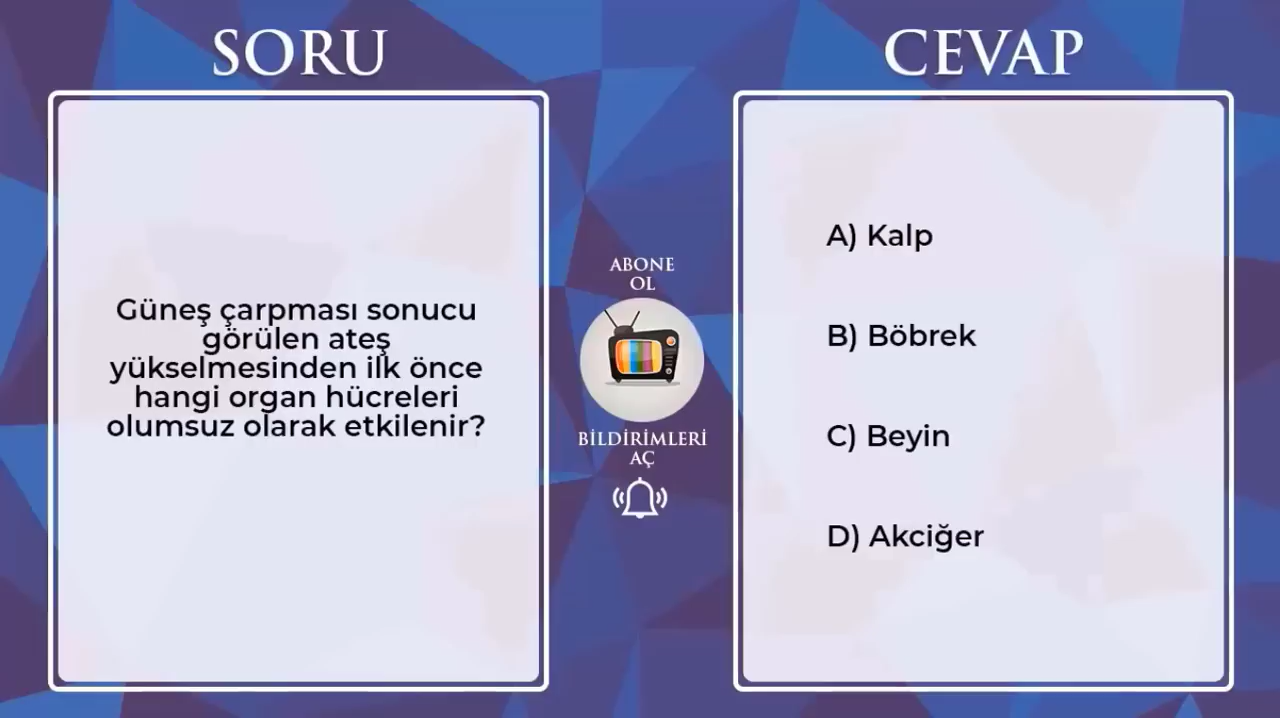 SORU
Güneş çarpması sonucu
görülen ateş
yükselmesinden ilk önce
hangi organ hücreleri
olumsuz olarak etkilenir?
ABONE
OL
BİLDİRİMLERİ
AÇ
CEVAP
A) Kalp
B) Böbrek
C) Beyin
D) Akciğer